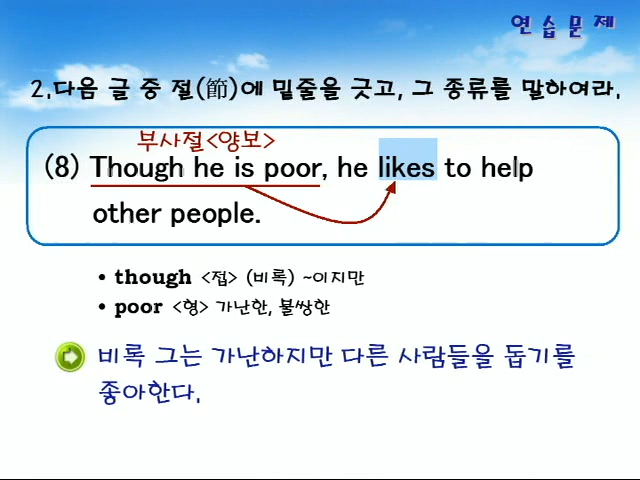 연습문제
2. 다음 글 중 절(節)에 밑줄을 긋고, 그 종류를 말하여라.
부사절<양보>
(8) Though he is poor, he likes to help
other people.
• though <접> (비록) ~이지만
• poor <형> 가난한, 불쌍한
비록 그는 가난하지만 다른 사람들을 돕기를
좋아한다.